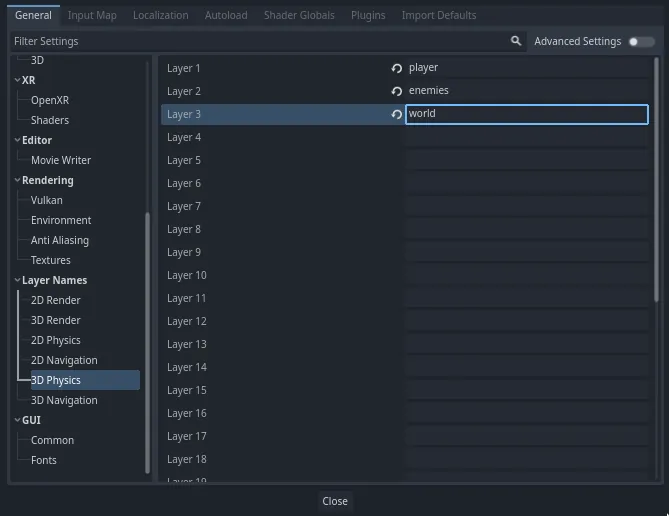 General Input Map Localization Autoload Shader Globals Plugins Import Defaults
Filter Settings Advanced Settings
3D
XR
OpenXR
Shaders
Editor
Movie Writer
Rendering
Vulkan
Environment
Anti Aliasing
Textures
Layer Names
2D Render
3D Render
2D Physics
2D Navigation
3D Physics
3D Navigation
GUI
Common
Fonts
Layer 1 player
Layer 2 enemies
Layer 3 world
Layer 4
Layer 5
Layer 6
Layer 7
Layer 8
Layer 9
Layer 10
Layer 11
Layer 12
Layer 13
Layer 14
Layer 15
Layer 16
Layer 17
Layer 18
Layer 19
Close